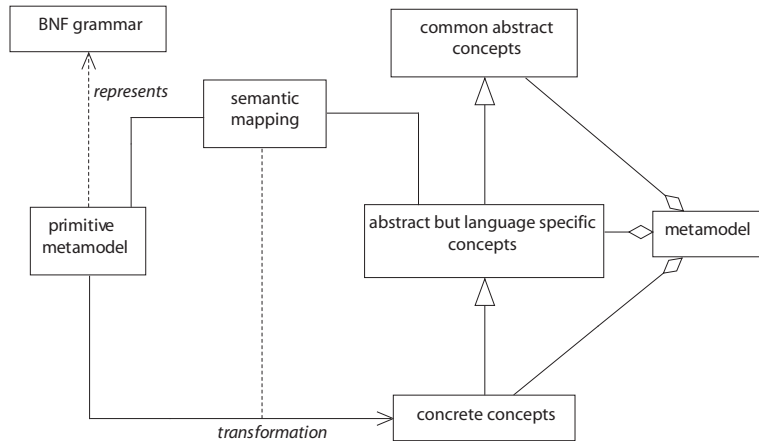 BNF grammar
common abstract
concepts
represents
semantic
mapping
primitive
metamodel
abstract but language specific
concepts
metamodel
concrete concepts
transformation